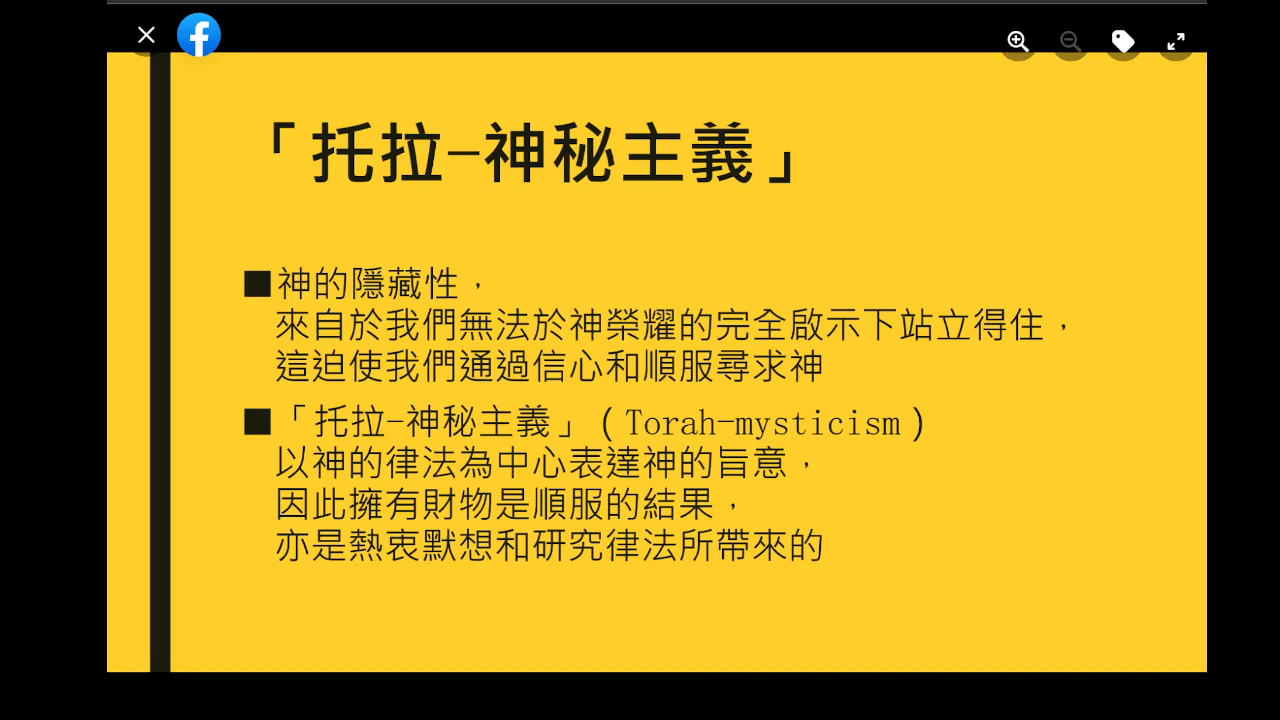 「托拉-神秘主義」
■神的隱藏性，
來自於我們無法於神榮耀的完全啟示下站立得住，
這迫使我們通過信心和順服尋求神
■「托拉-神秘主義」(Torah-mysticism)
以神的律法為中心表達神的旨意，
因此擁有財物是順服的結果，
亦是熱衷默想和研究律法所帶來的